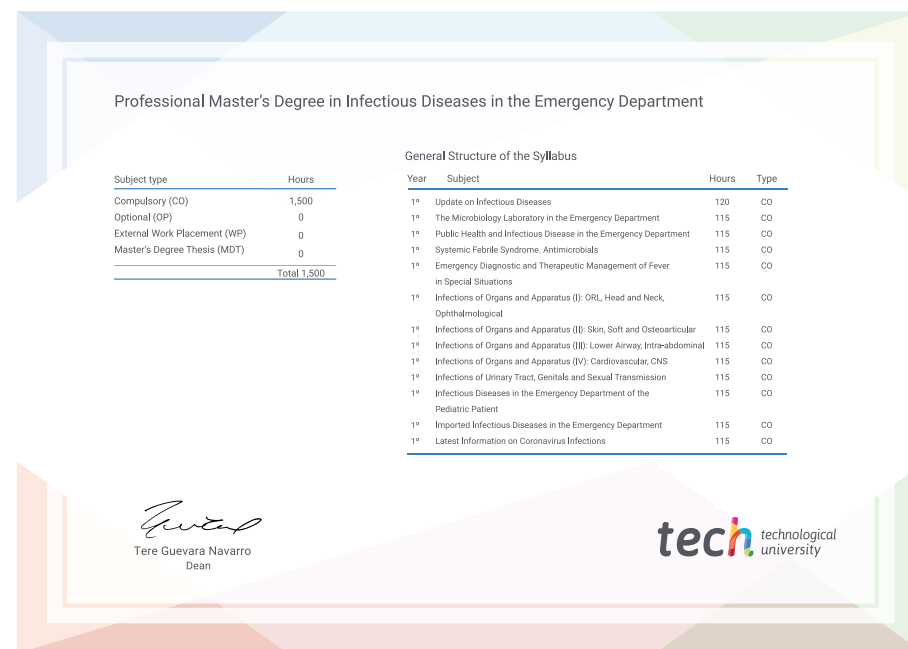 Professional Master's Degree in Infectious Diseases in the Emergency Department
Subject type Hours
Compulsory (CO) 1,500
Optional (OP) 0
External Work Placement (WP) 0
Master's Degree Thesis (MDT) 0
Total 1,500
General Structure of the Syllabus
Year Subject Hours Type
1º Update on Infectious Diseases 120 CO
1º The Microbiology Laboratory in the Emergency Department 115 CO
1º Public Health and Infectious Disease in the Emergency Department 115 CO
1º Systemic Febrile Syndrome. Antimicrobials 115 CO
1º Emergency Diagnostic and Therapeutic Management of Fever 115 CO
in Special Situations
1º Infections of Organs and Apparatus (I): ORL, Head and Neck, 115 CO
Ophthalmological
1º Infections of Organs and Apparatus (II): Skin, Soft and Osteoarticular 115 CO
1º Infections of Organs and Apparatus (III): Lower Airway, Intra-abdominal 115 CO
1º Infections of Organs and Apparatus (IV): Cardiovascular, CNS 115 CO
1º Infections of Urinary Tract, Genitals and Sexual Transmission 115 CO
1º Infectious Diseases in the Emergency Department of the 115 CO
Pediatric Patient
1º Imported Infectious Diseases in the Emergency Department 115 CO
1º Latest Information on Coronavirus Infections 115 CO
Tere Guevara Navarro
Dean
tech technological
university